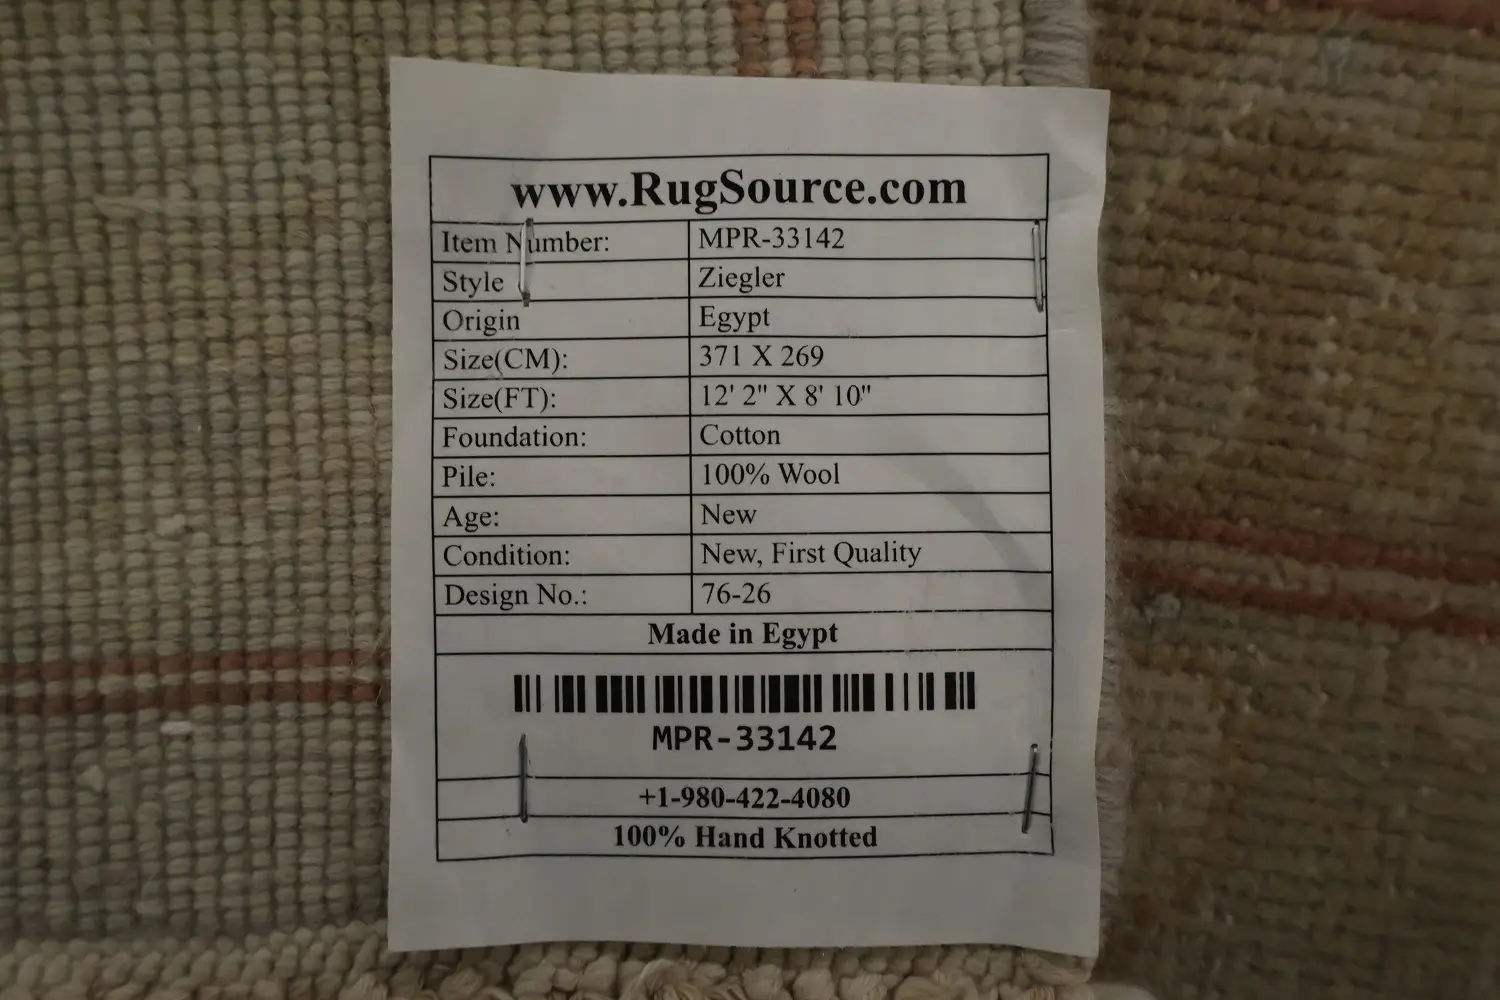 www.RugSource.com
Item Number: MPR-33142
Style Ziegler
Origin Egypt
Size(CM): 371 X 269
Size(FT): 12' 2" X 8' 10"
Foundation: Cotton
Pile: 100% Wool
Age: New
Condition: New, First Quality
Design No.: 76-26
Made in Egypt
MPR-33142
+1-980-422-4080
100% Hand Knotted